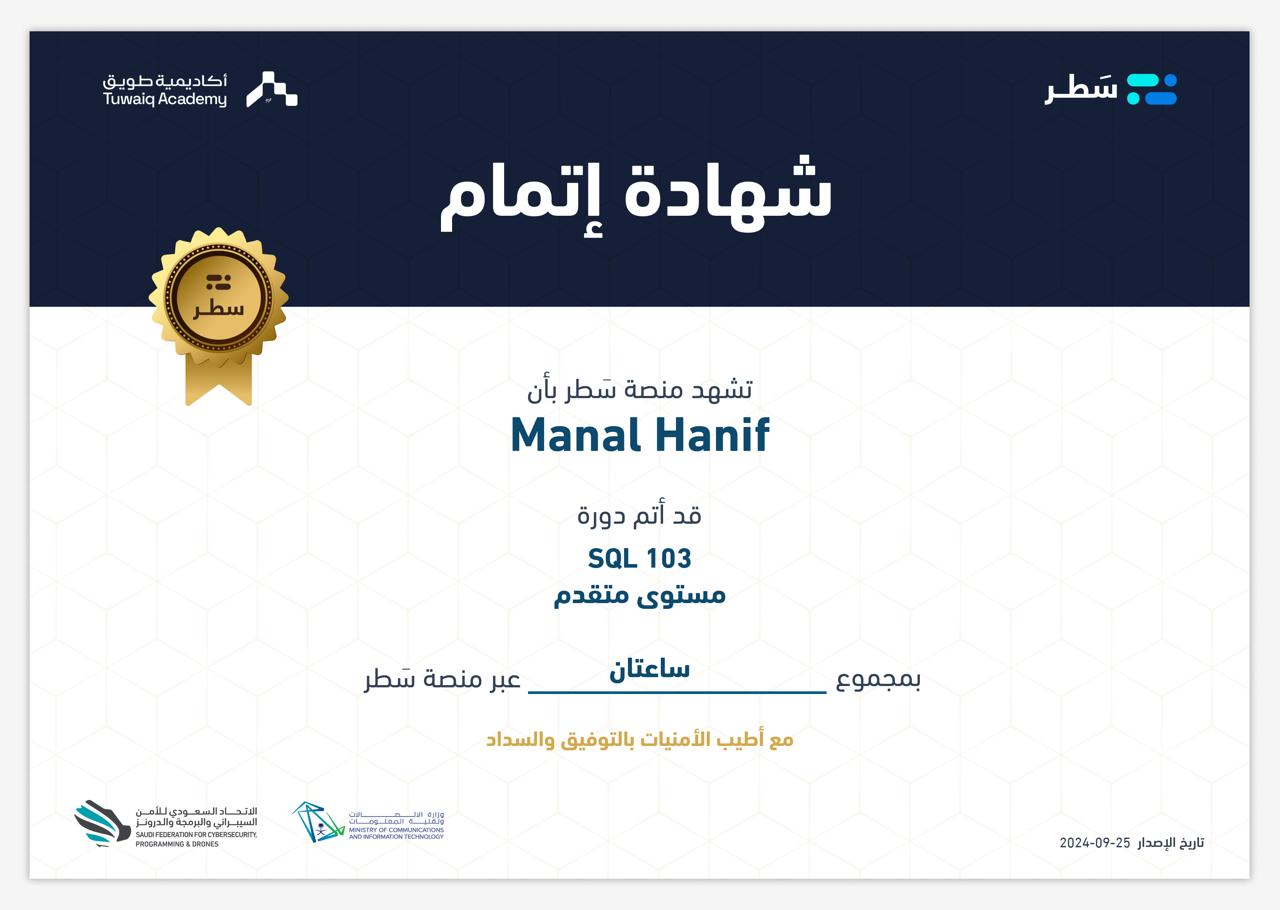 أكاديمية طويق
Tuwaiq Academy
سَطر
شهادة إتمام
سطر
تشهد منصة سَطر بأن
Manal Hanif
قد أتم دورة
SQL 103
مستوى متقدم
بمجموع ساعتان عبر منصة سَطر
مع أطيب الأمنيات بالتوفيق والسداد
الاتحاد السعودي للأمن
السيبراني والبرمجة والدرونز
SAUDI FEDERATION FOR CYBERSECURITY,
PROGRAMMING & DRONES
وزارة الاتصالات
وتقنية المعلومات
MINISTRY OF COMMUNICATIONS
AND INFORMATION TECHNOLOGY
تاريخ الإصدار 2024-09-25